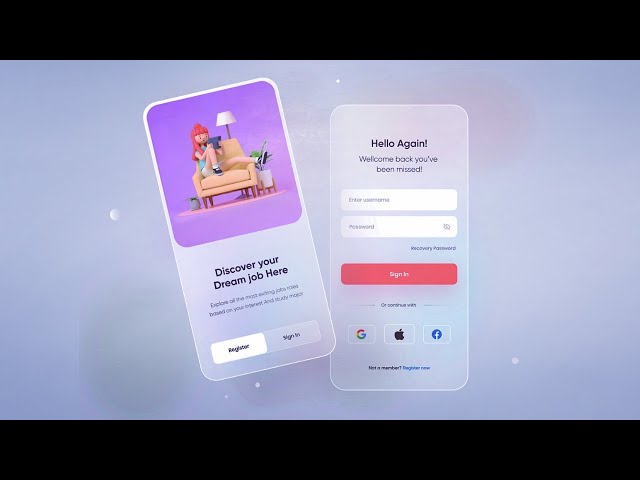 Discover your
Dream job Here
Explore all the most exiting jobs roles
based on your interest And study major
Register
Sign In
Hello Again!
Wellcome back you've
been missed!
Enter username
Password
Recovery Password
Sign In
Or continue with
Not a member? Register now